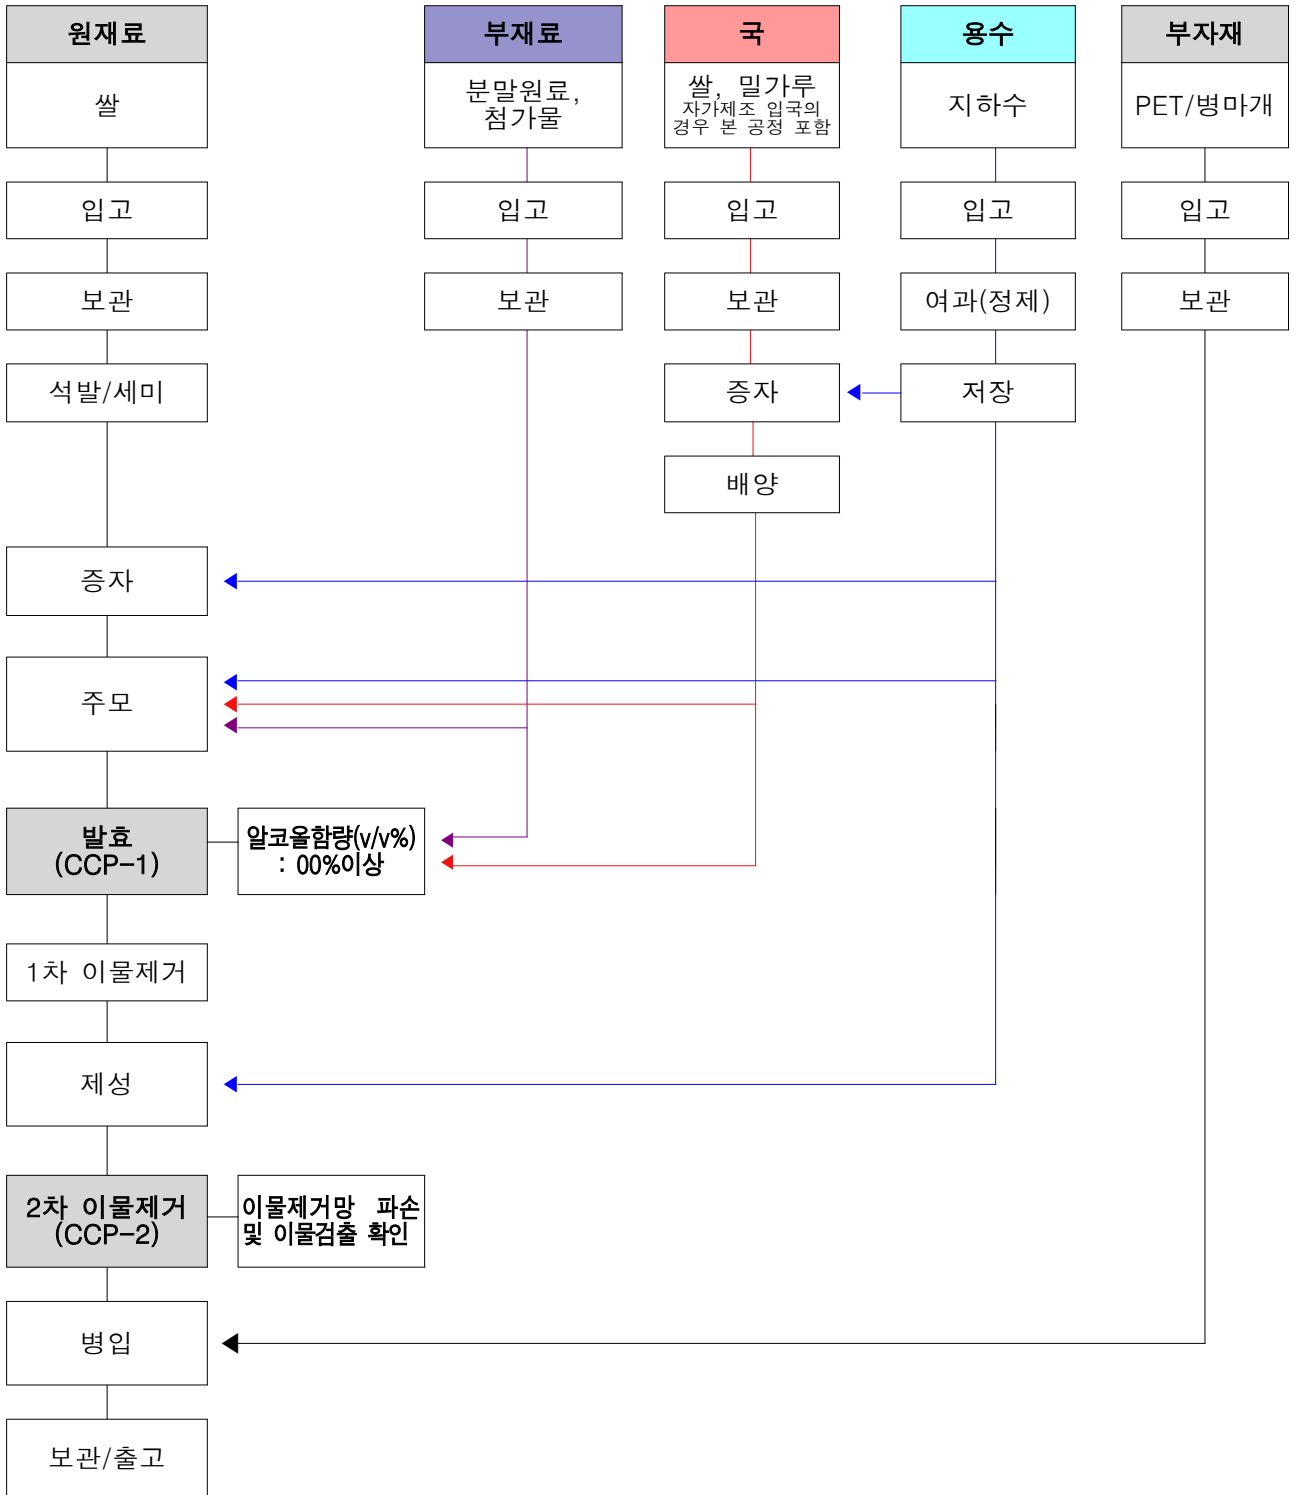 원재료
부재료
국
용수
부자재
쌀
분말원료,
첨가물
쌀, 밀가루
자가제조 입국의
경우 본 공정 포함
지하수
PET/병마개
입고
입고
입고
입고
입고
보관
보관
보관
여과(정제)
보관
석발/세미
증자
저장
배양
증자
주모
발효
(CCP-1)
알코올함량(v/v%)
: 00%이상
1차 이물제거
제성
2차 이물제거
(CCP-2)
이물제거망 파손
및 이물검출 확인
병입
보관/출고